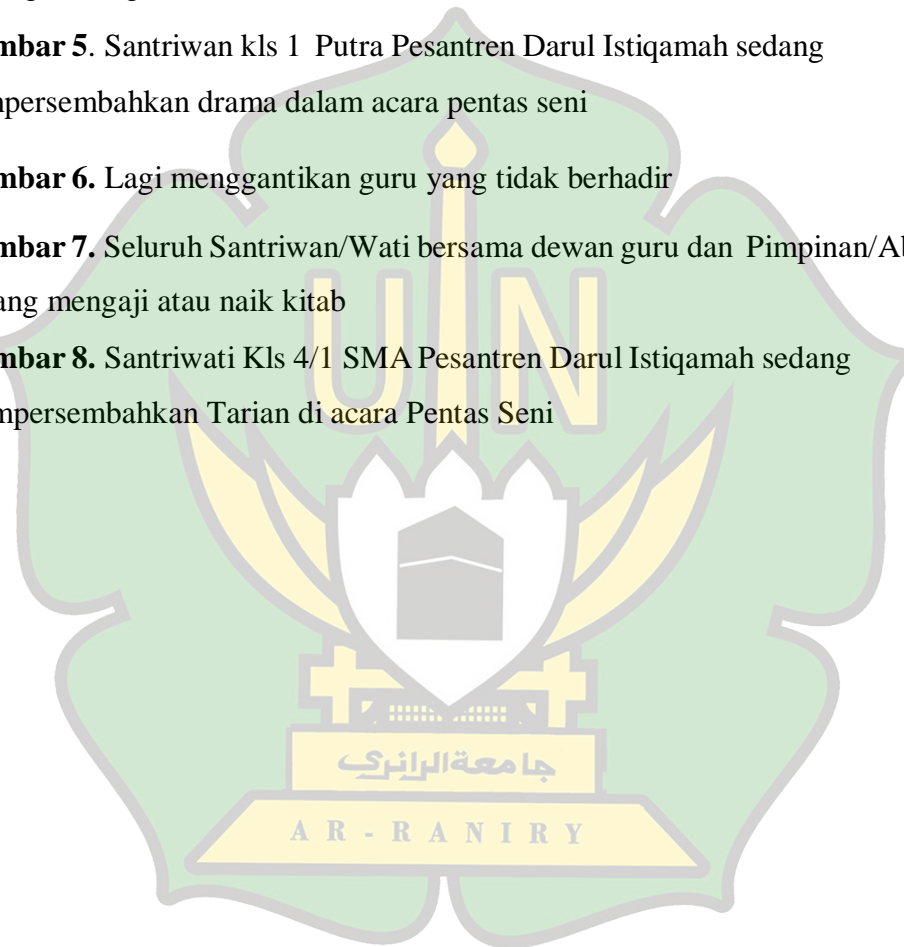 mbar 5. Santriwan kls 1 Putra Pesantren Darul Istiqamah sedang
npersembahkan drama dalam acara pentas seni
mbar 6. Lagi menggantikan guru yang tidak berhadir
mbar 7. Seluruh Santriwan/Wati bersama dewan guru dan Pimpinan/Ab
ang mengaji atau naik kitab
mbar 8. Santriwati Kls 4/1 SMA Pesantren Darul Istiqamah sedang
mpersembahkan Tarian di acara Pentas Seni
UIN
جامعة الرانري
AR-RANIRY